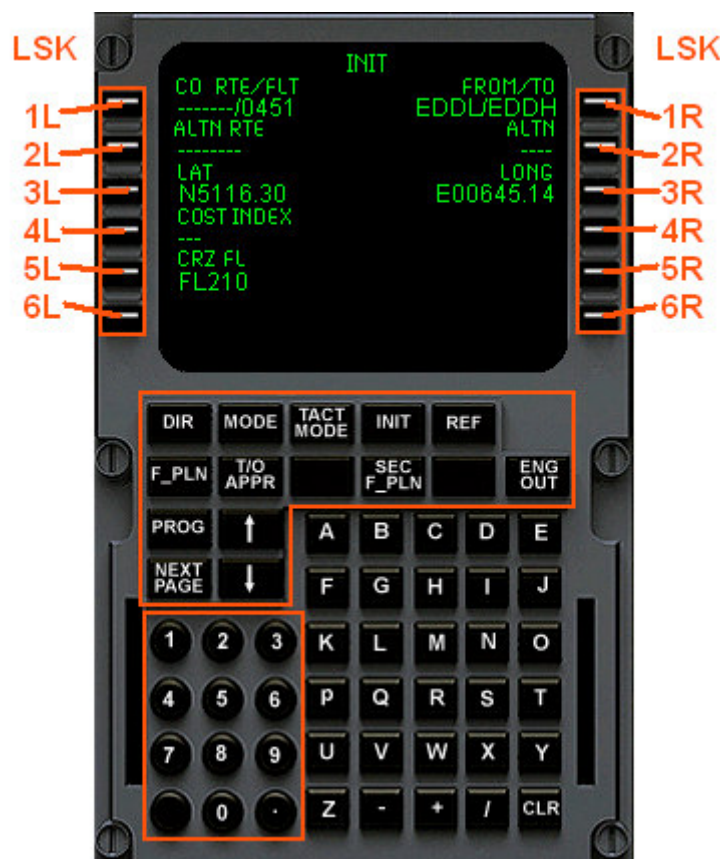 LSK LSK
INIT
CO RTE/FLT FROM/TO
-------/0451 EDDL/EDDH
ALTN RTE ALTN
-------- ----
LAT LONG
N5116.30 E00645.14
COST INDEX
---
CRZ FL
FL210
1L 1R
2L 2R
3L 3R
4L 4R
5L 5R
6L 6R
DIR MODE TACT MODE INIT REF
F_PLN T/O APPR SEC F_PLN ENG OUT
PROG ↑ A B C D E
NEXT PAGE ↓ F G H I J
1 2 3 K L M N O
4 5 6 P Q R S T
7 8 9 U V W X Y
0 . Z - + / CLR